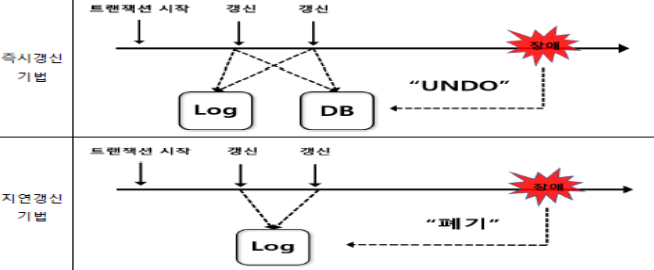 트랜잭션 시작 갱신 갱신
장애
즉시갱신
기법
"UNDO"
Log DB
트랜잭션 시작 갱신 갱신
장애
지연갱신
기법
"폐기"
Log